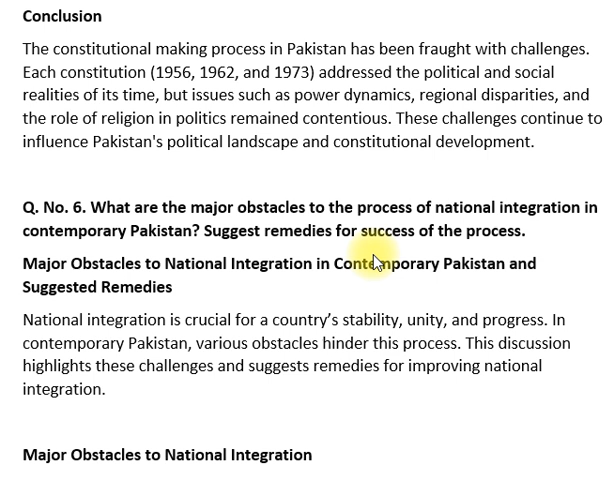 Conclusion
The constitutional making process in Pakistan has been fraught with challenges.
Each constitution (1956, 1962, and 1973) addressed the political and social
realities of its time, but issues such as power dynamics, regional disparities, and
the role of religion in politics remained contentious. These challenges continue to
influence Pakistan's political landscape and constitutional development.
Q. No. 6. What are the major obstacles to the process of national integration in
contemporary Pakistan? Suggest remedies for success of the process.
Major Obstacles to National Integration in Contemporary Pakistan and
Suggested Remedies
National integration is crucial for a country’s stability, unity, and progress. In
contemporary Pakistan, various obstacles hinder this process. This discussion
highlights these challenges and suggests remedies for improving national
integration.
Major Obstacles to National Integration